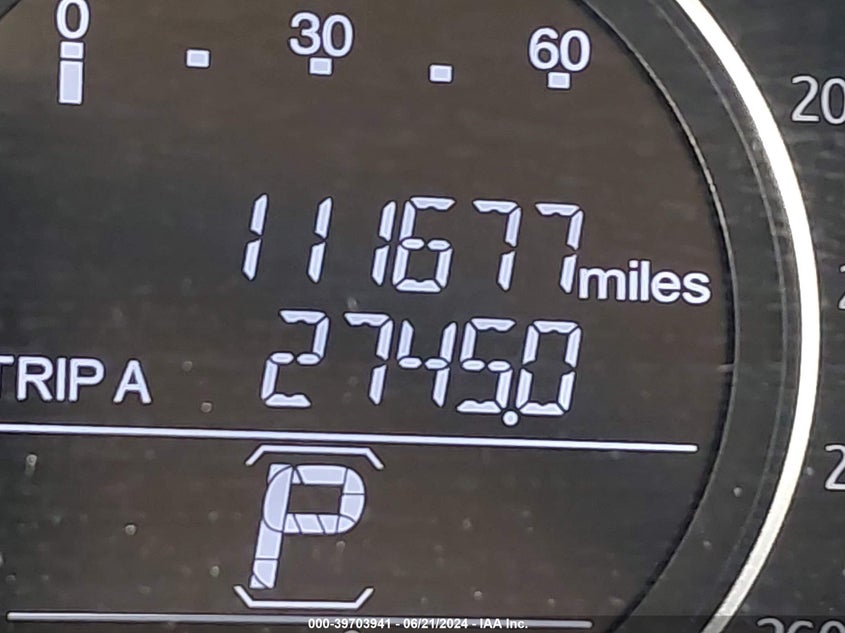 0 30 60
20
111677 miles
TRIP A 2745.0
P
000-39703941 - 06/21/2024 - IAA Inc.